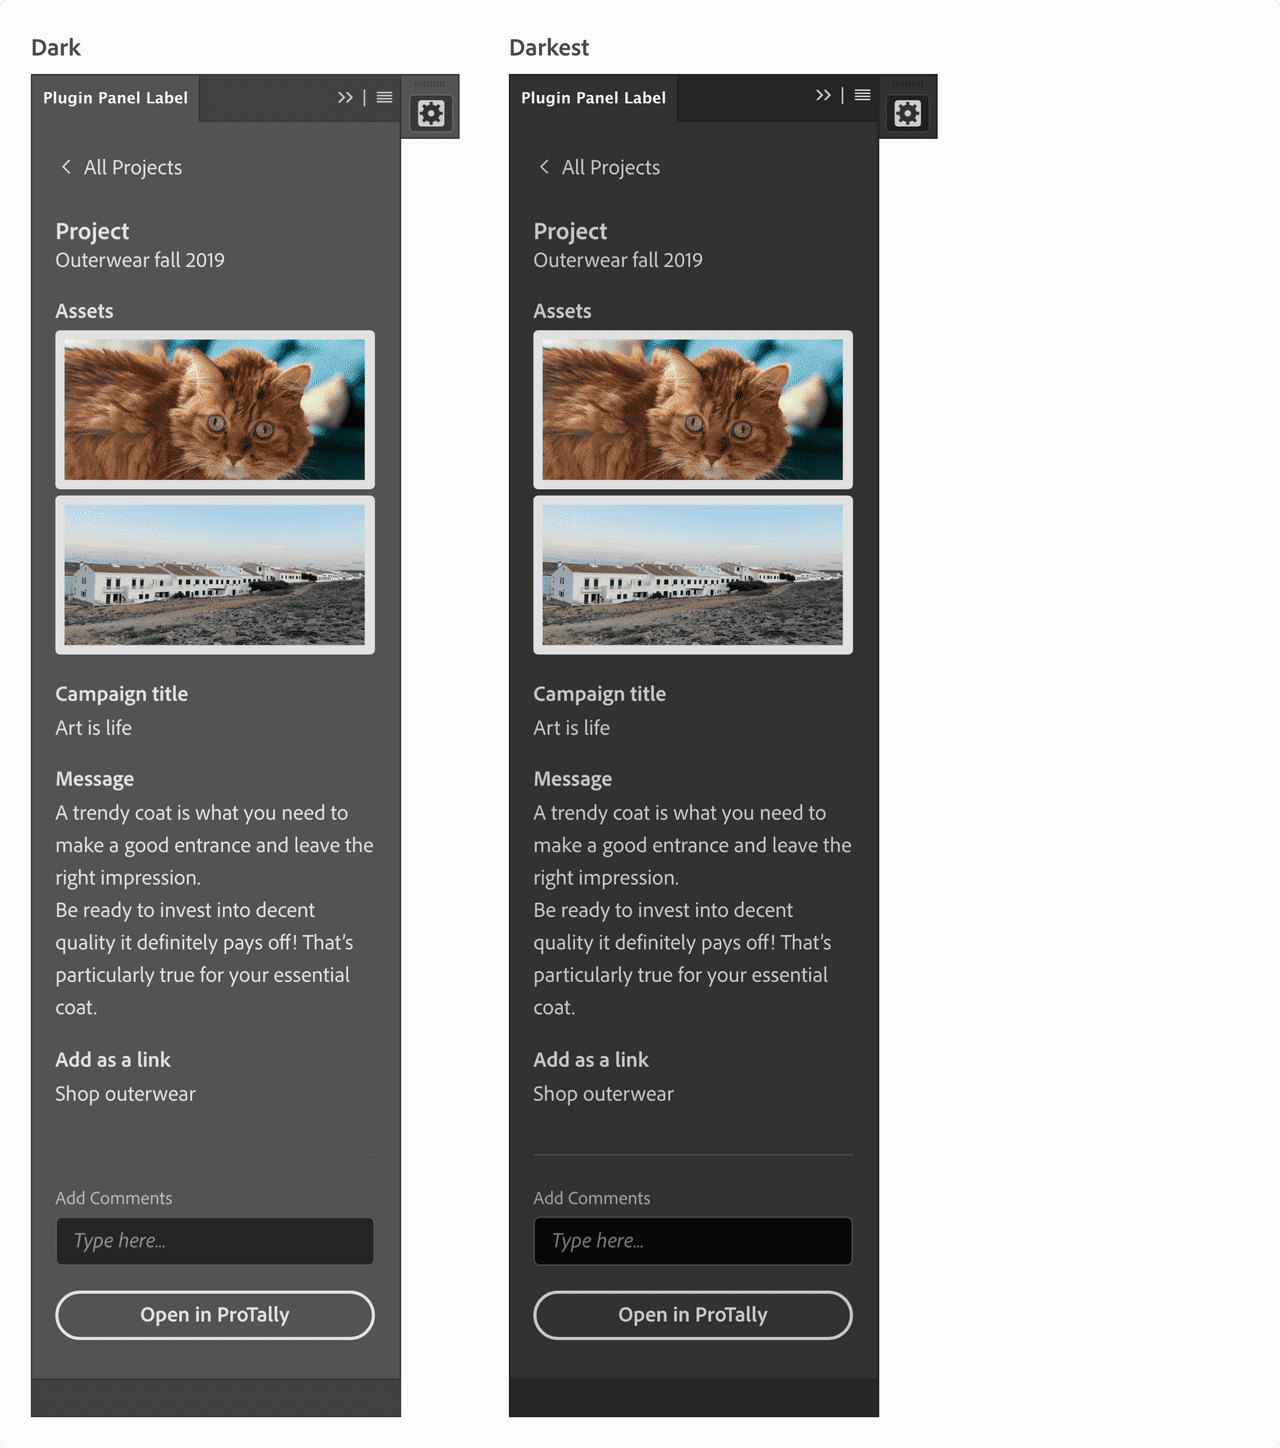 Dark
Plugin Panel Label
All Projects
Project
Outerwear fall 2019
Assets
Campaign title
Art is life
Message
A trendy coat is what you need to
make a good entrance and leave the
right impression.
Be ready to invest into decent
quality it definitely pays off! That’s
particularly true for your essential
coat.
Add as a link
Shop outerwear
Add Comments
Type here...
Open in ProTally
Darkest
Plugin Panel Label
All Projects
Project
Outerwear fall 2019
Assets
Campaign title
Art is life
Message
A trendy coat is what you need to
make a good entrance and leave the
right impression.
Be ready to invest into decent
quality it definitely pays off! That’s
particularly true for your essential
coat.
Add as a link
Shop outerwear
Add Comments
Type here...
Open in ProTally